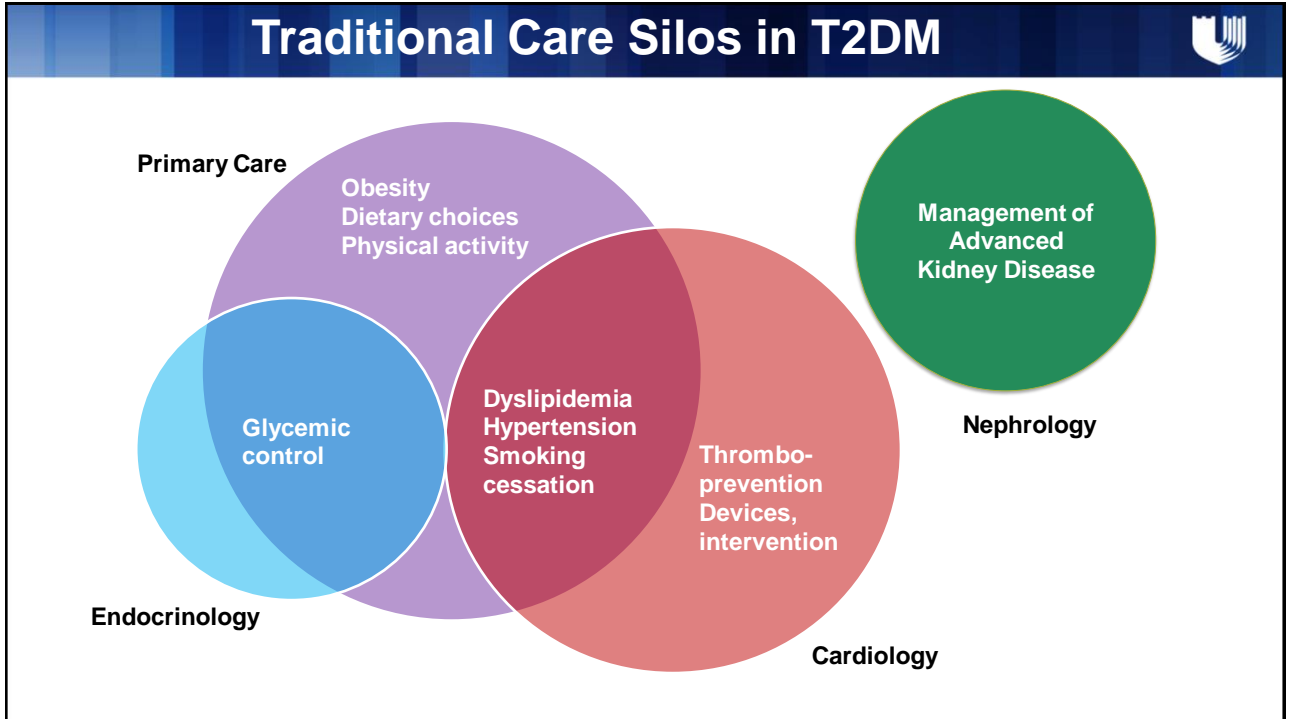 Traditional Care Silos in T2DM
Primary Care
Obesity
Dietary choices
Physical activity
Management of
Advanced
Kidney Disease
Glycemic
control
Dyslipidemia
Hypertension
Smoking
cessation
Thrombo-
prevention
Devices,
intervention
Nephrology
Endocrinology
Cardiology